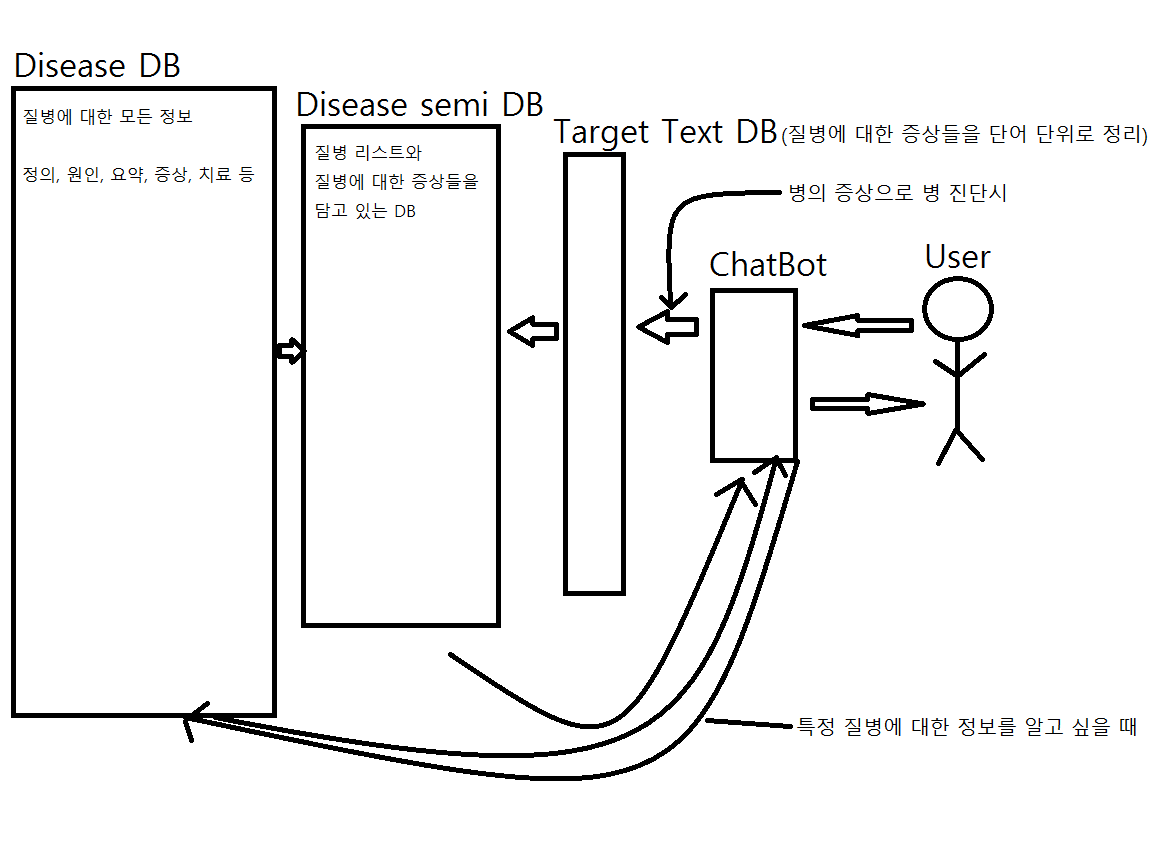 Disease DB
질병에 대한 모든 정보
정의, 원인, 요약, 증상, 치료 등
Disease semi DB
질병 리스트와
질병에 대한 증상들을
담고 있는 DB
Target Text DB(질병에 대한 증상들을 단어 단위로 정리)
병의 증상으로 병 진단시
ChatBot
User
특정 질병에 대한 정보를 알고 싶을 때